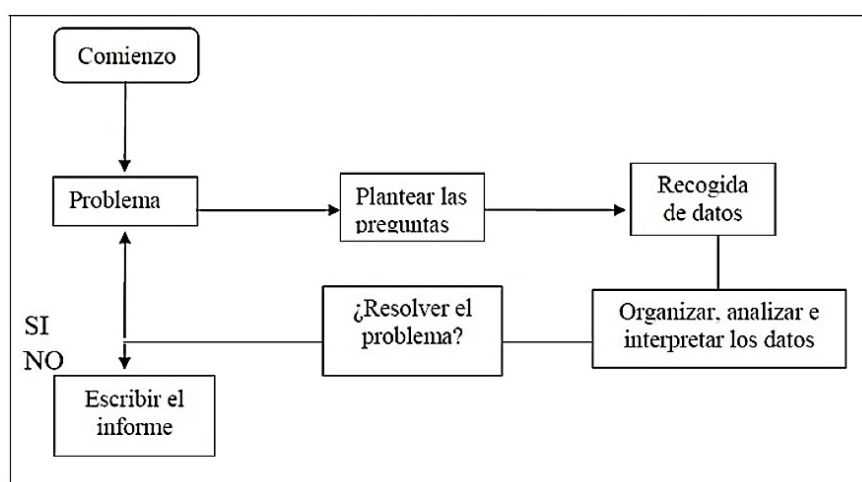 Comienzo
Problema
Plantear las
preguntas
Recogida
de datos
Organizar, analizar e
interpretar los datos
¿Resolver el
problema?
SI
NO
Escribir el
informe